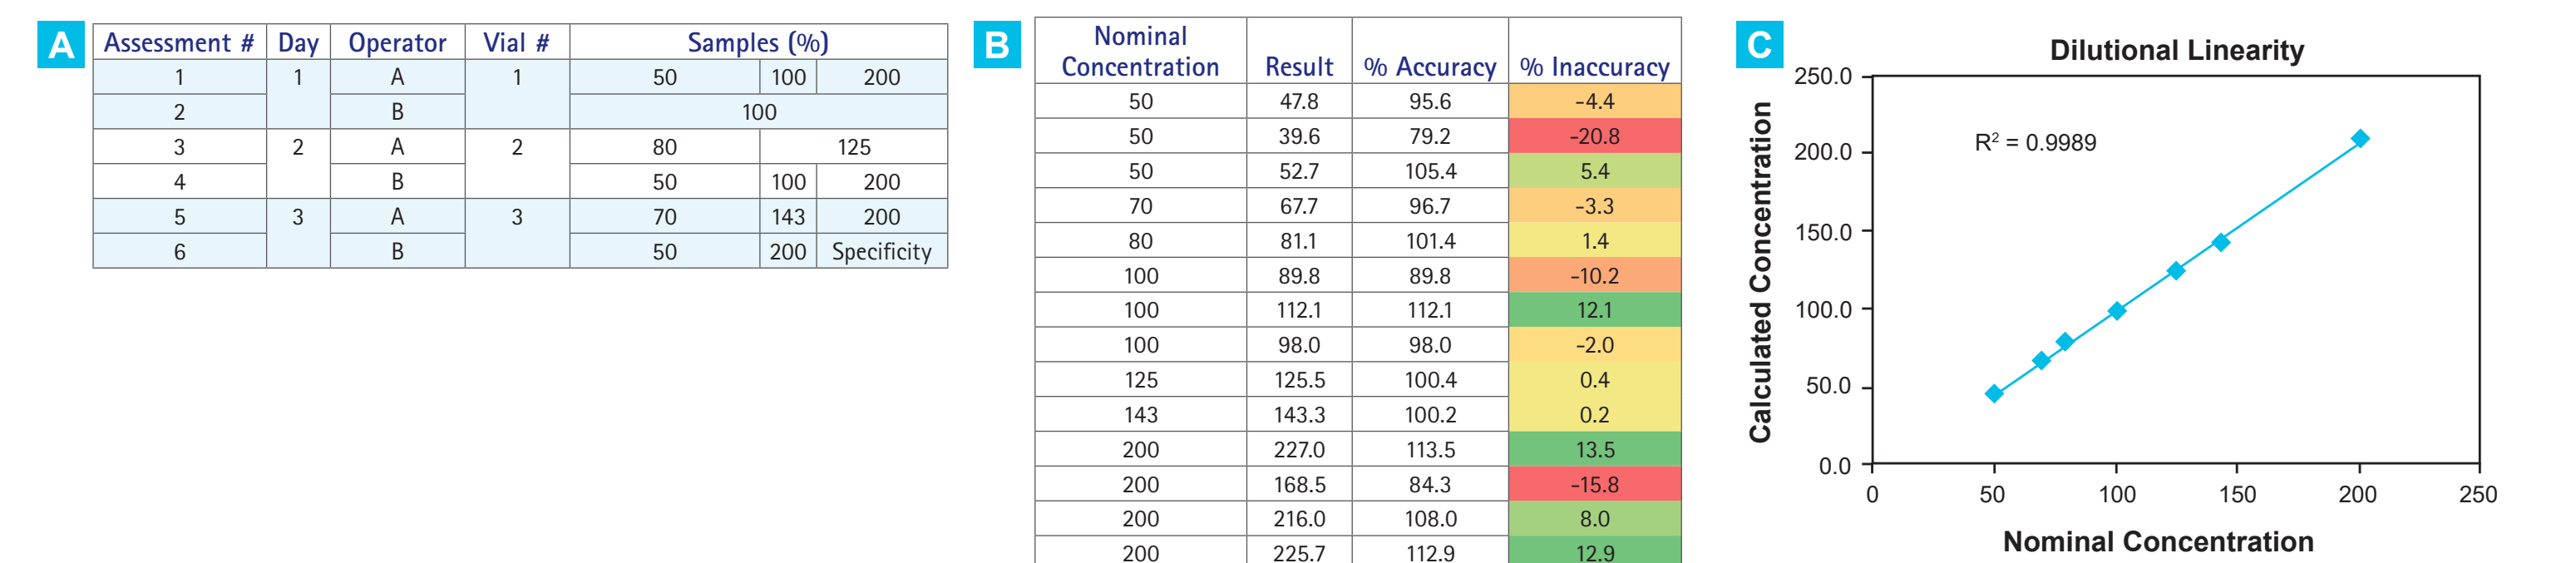 A
Assessment # Day Operator Vial # Samples (%)
1 1 A 1 50 100 200
2 B 100
3 2 A 2 80 125
4 B 50 100 200
5 3 A 3 70 143 200
6 B 50 200 Specificity
B
Nominal
Concentration Result % Accuracy % Inaccuracy
50 47.8 95.6 -4.4
50 39.6 79.2 -20.8
50 52.7 105.4 5.4
70 67.7 96.7 -3.3
80 81.1 101.4 1.4
100 89.8 89.8 -10.2
100 112.1 112.1 12.1
100 98.0 98.0 -2.0
125 125.5 100.4 0.4
143 143.3 100.2 0.2
200 227.0 113.5 13.5
200 168.5 84.3 -15.8
200 216.0 108.0 8.0
200 225.7 112.9 12.9
C
Dilutional Linearity
Calculated Concentration
250.0
200.0
150.0
100.0
50.0
0.0
R² = 0.9989
0 50 100 150 200 250
Nominal Concentration